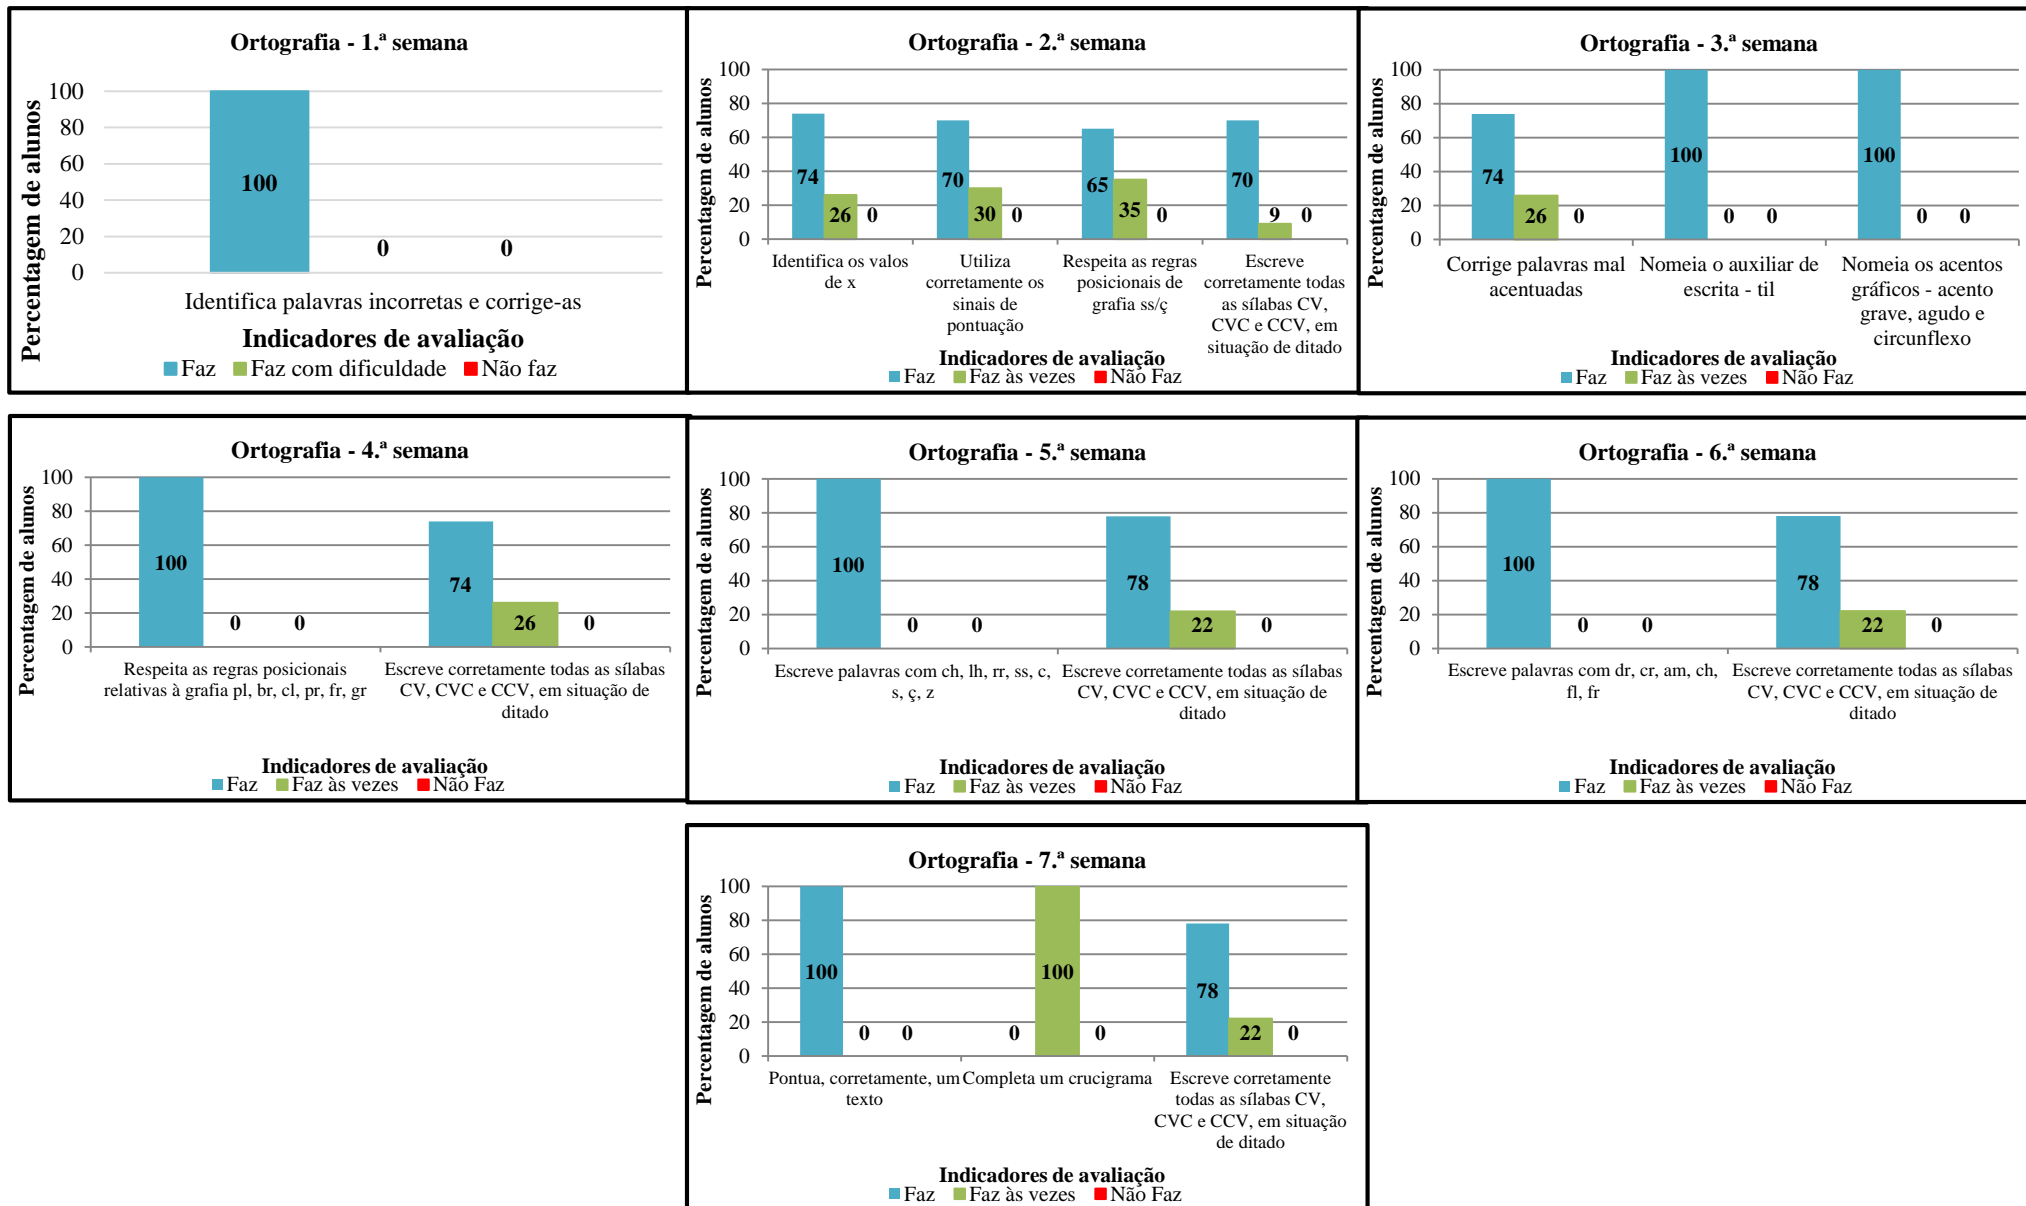 Ortografia - 1.ª semana
Percentagem de alunos
100
80
60
40
20
0
100
0
0
Identifica palavras incorretas e corrige-as
Indicadores de avaliação
Faz
Faz com dificuldade
Não faz
Ortografia - 2.ª semana
Percentagem de alunos
100
80
60
40
20
0
74
26
0
70
30
0
65
35
0
70
9
0
Identifica os valos
de x
Utiliza
corretamente os
sinais de
pontuação
Respeita as regras
posicionais de
grafia ss/ç
Escreve
corretamente todas
as sílabas CV,
CVC e CCV, em
situação de ditado
Indicadores de avaliação
Faz
Faz às vezes
Não Faz
Ortografia - 3.ª semana
Percentagem de alunos
100
80
60
40
20
0
74
26
0
100
0
0
100
0
0
Corrige palavras mal
acentuadas
Nomeia o auxiliar de
escrita - til
Nomeia os acentos
gráficos - acento
grave, agudo e
circunflexo
Indicadores de avaliação
Faz
Faz às vezes
Não Faz
Ortografia - 4.ª semana
Percentagem de alunos
100
80
60
40
20
0
100
0
0
74
26
0
Respeita as regras posicionais
relativas à grafia pl, br, cl, pr, fr, gr
Escreve corretamente todas as sílabas
CV, CVC e CCV, em situação de
ditado
Indicadores de avaliação
Faz
Faz às vezes
Não Faz
Ortografia - 5.ª semana
Percentagem de alunos
100
80
60
40
20
0
100
0
0
78
22
0
Escreve palavras com ch, lh, rr, ss, c,
s, ç, z
Escreve corretamente todas as sílabas
CV, CVC e CCV, em situação de
ditado
Indicadores de avaliação
Faz
Faz às vezes
Não Faz
Ortografia - 6.ª semana
Percentagem de alunos
100
80
60
40
20
0
100
0
0
78
22
0
Escreve palavras com dr, cr, am, ch,
fl, fr
Escreve corretamente todas as sílabas
CV, CVC e CCV, em situação de
ditado
Indicadores de avaliação
Faz
Faz às vezes
Não Faz
Ortografia - 7.ª semana
Percentagem de alunos
100
80
60
40
20
0
100
0
0
0
100
0
78
22
0
Pontua, corretamente, um
texto
Completa um crucigrama
Escreve corretamente
todas as sílabas CV,
CVC e CCV, em situação
de ditado
Indicadores de avaliação
Faz
Faz às vezes
Não Faz